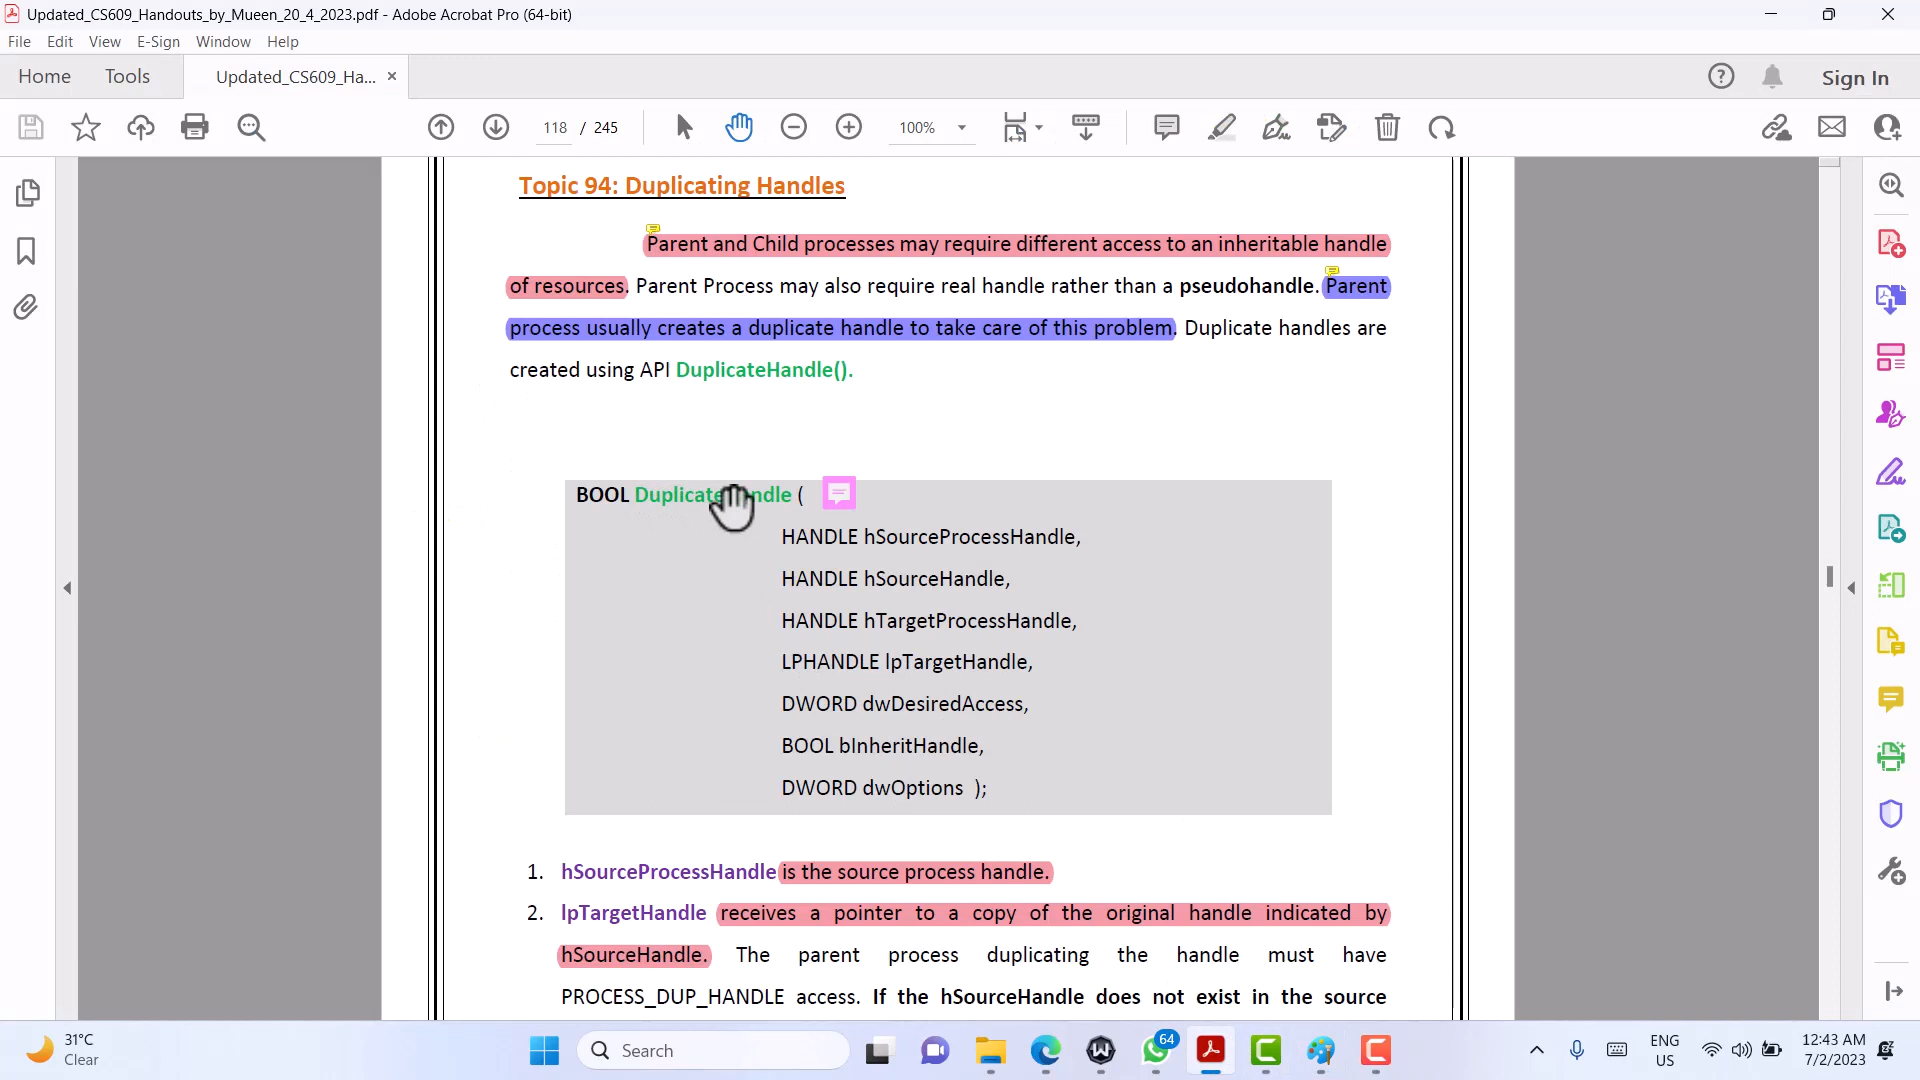 Updated_CS609_Handouts_by_Mueen_20_4_2023.pdf - Adobe Acrobat Pro (64-bit)
File Edit View E-Sign Window Help
Home Tools Updated_CS609_Ha... × Sign In
118 / 245 100%
Topic 94: Duplicating Handles
Parent and Child processes may require different access to an inheritable handle
of resources. Parent Process may also require real handle rather than a pseudohandle. Parent
process usually creates a duplicate handle to take care of this problem. Duplicate handles are
created using API DuplicateHandle().
BOOL DuplicateHandle (
HANDLE hSourceProcessHandle,
HANDLE hSourceHandle,
HANDLE hTargetProcessHandle,
LPHANDLE lpTargetHandle,
DWORD dwDesiredAccess,
BOOL bInheritHandle,
DWORD dwOptions );
1. hSourceProcessHandle is the source process handle.
2. lpTargetHandle receives a pointer to a copy of the original handle indicated by
hSourceHandle. The parent process duplicating the handle must have
PROCESS_DUP_HANDLE access. If the hSourceHandle does not exist in the source
31°C
Clear
Search
64
ENG
US
12:43 AM
7/2/2023